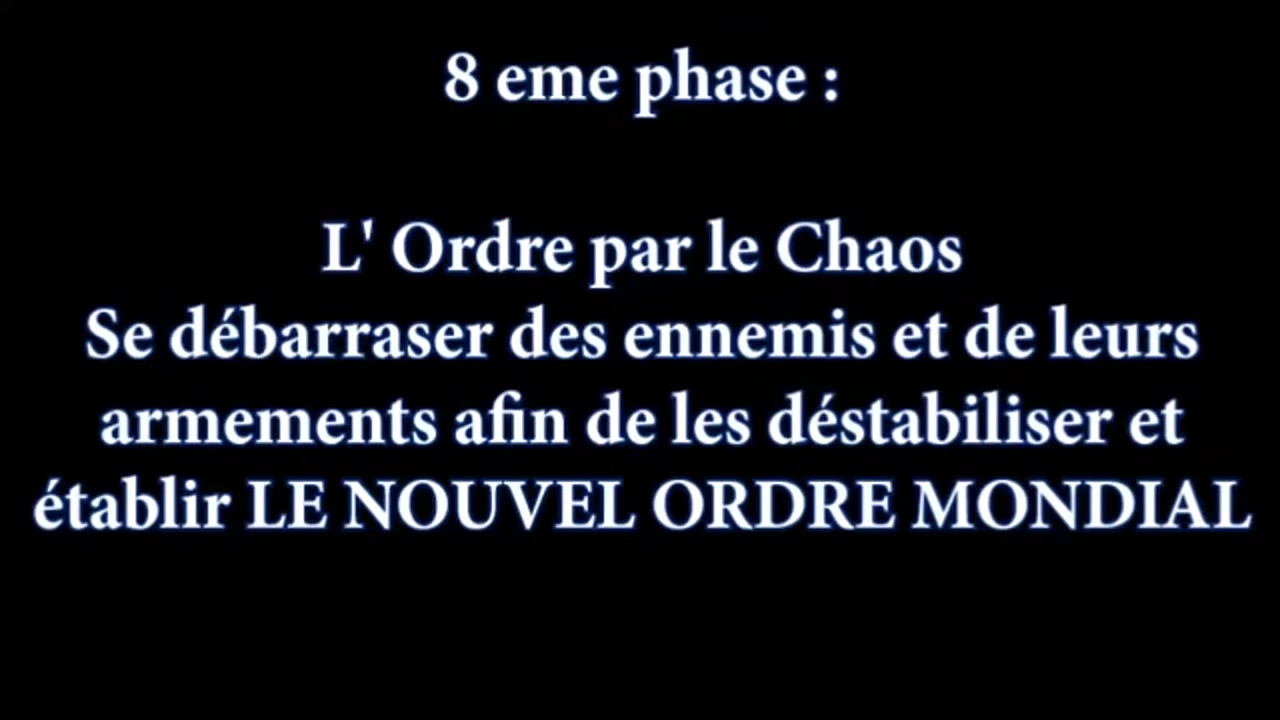 8 eme phase :
L' Ordre par le Chaos
Se débarraser des ennemis et de leurs
armements afin de les déstabiliser et
établir LE NOUVEL ORDRE MONDIAL